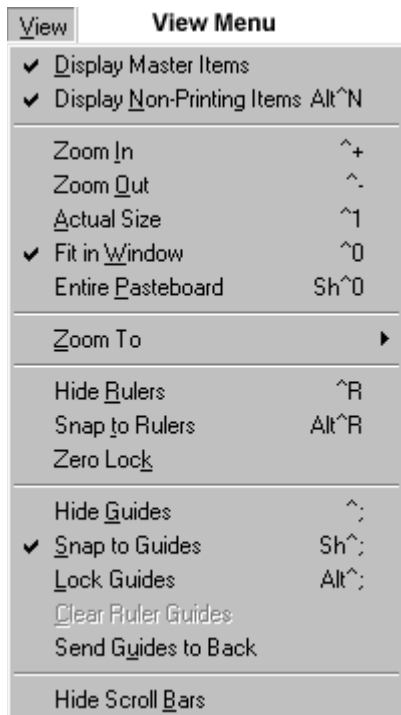 View View Menu
Display Master Items
Display Non-Printing Items Alt^N
Zoom In ^+
Zoom Out ^-
Actual Size ^1
Fit in Window ^0
Entire Pasteboard Sh^0
Zoom To
Hide Rulers ^R
Snap to Rulers Alt^R
Zero Lock
Hide Guides ^;
Snap to Guides Sh^;
Lock Guides Alt^;
Clear Ruler Guides
Send Guides to Back
Hide Scroll Bars